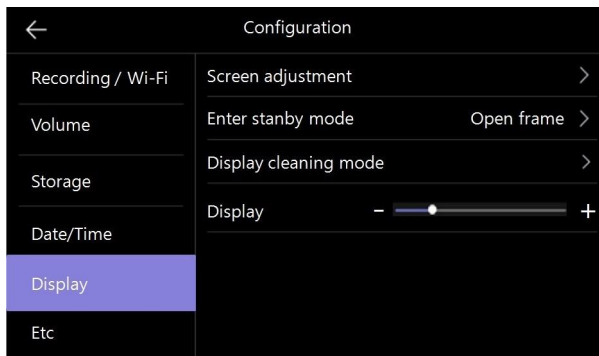 Configuration
Recording / Wi-Fi
Volume
Storage
Date/Time
Display
Etc
Screen adjustment
Enter stanby mode Open frame
Display cleaning mode
Display - +